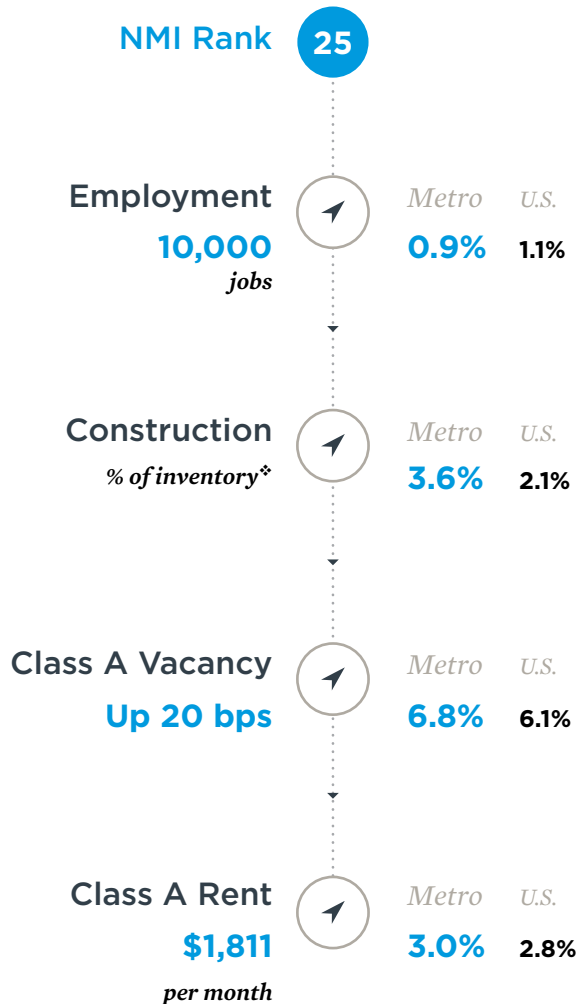 NMI Rank 25
Employment Metro U.S.
10,000 0.9% 1.1%
jobs
Construction Metro U.S.
% of inventory❖ 3.6% 2.1%
Class A Vacancy Metro U.S.
Up 20 bps 6.8% 6.1%
Class A Rent Metro U.S.
$1,811 3.0% 2.8%
per month